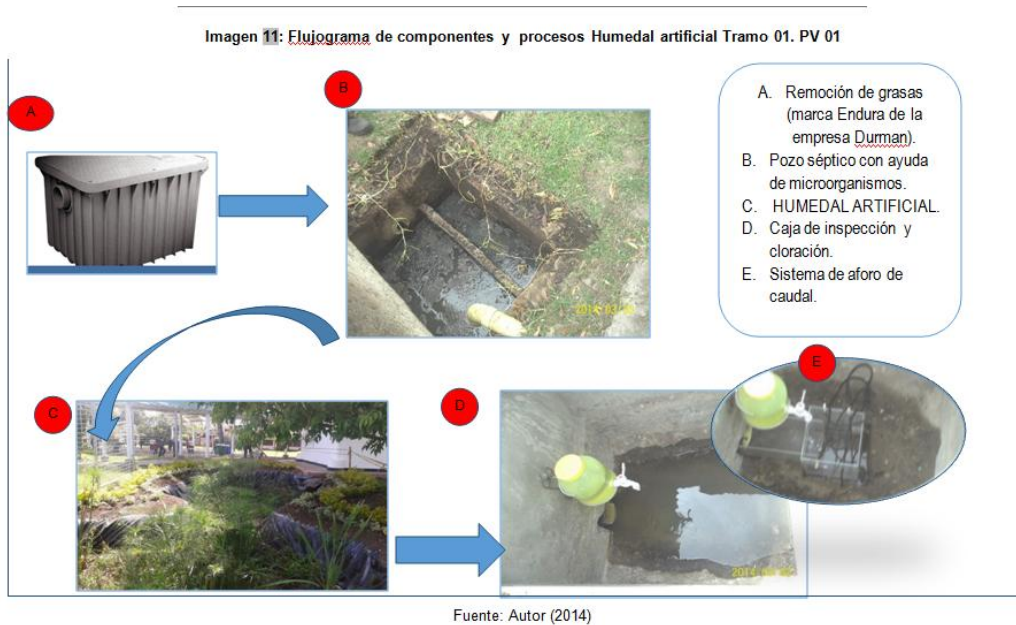 Imagen 11: Flujograma de componentes y procesos Humedal artificial Tramo 01. PV 01
A
B
A. Remoción de grasas
(marca Endura de la
empresa Durman).
B. Pozo séptico con ayuda
de microorganismos.
C. HUMEDAL ARTIFICIAL.
D. Caja de inspección y
cloración.
E. Sistema de aforo de
caudal.
C
D
E
Fuente: Autor (2014)